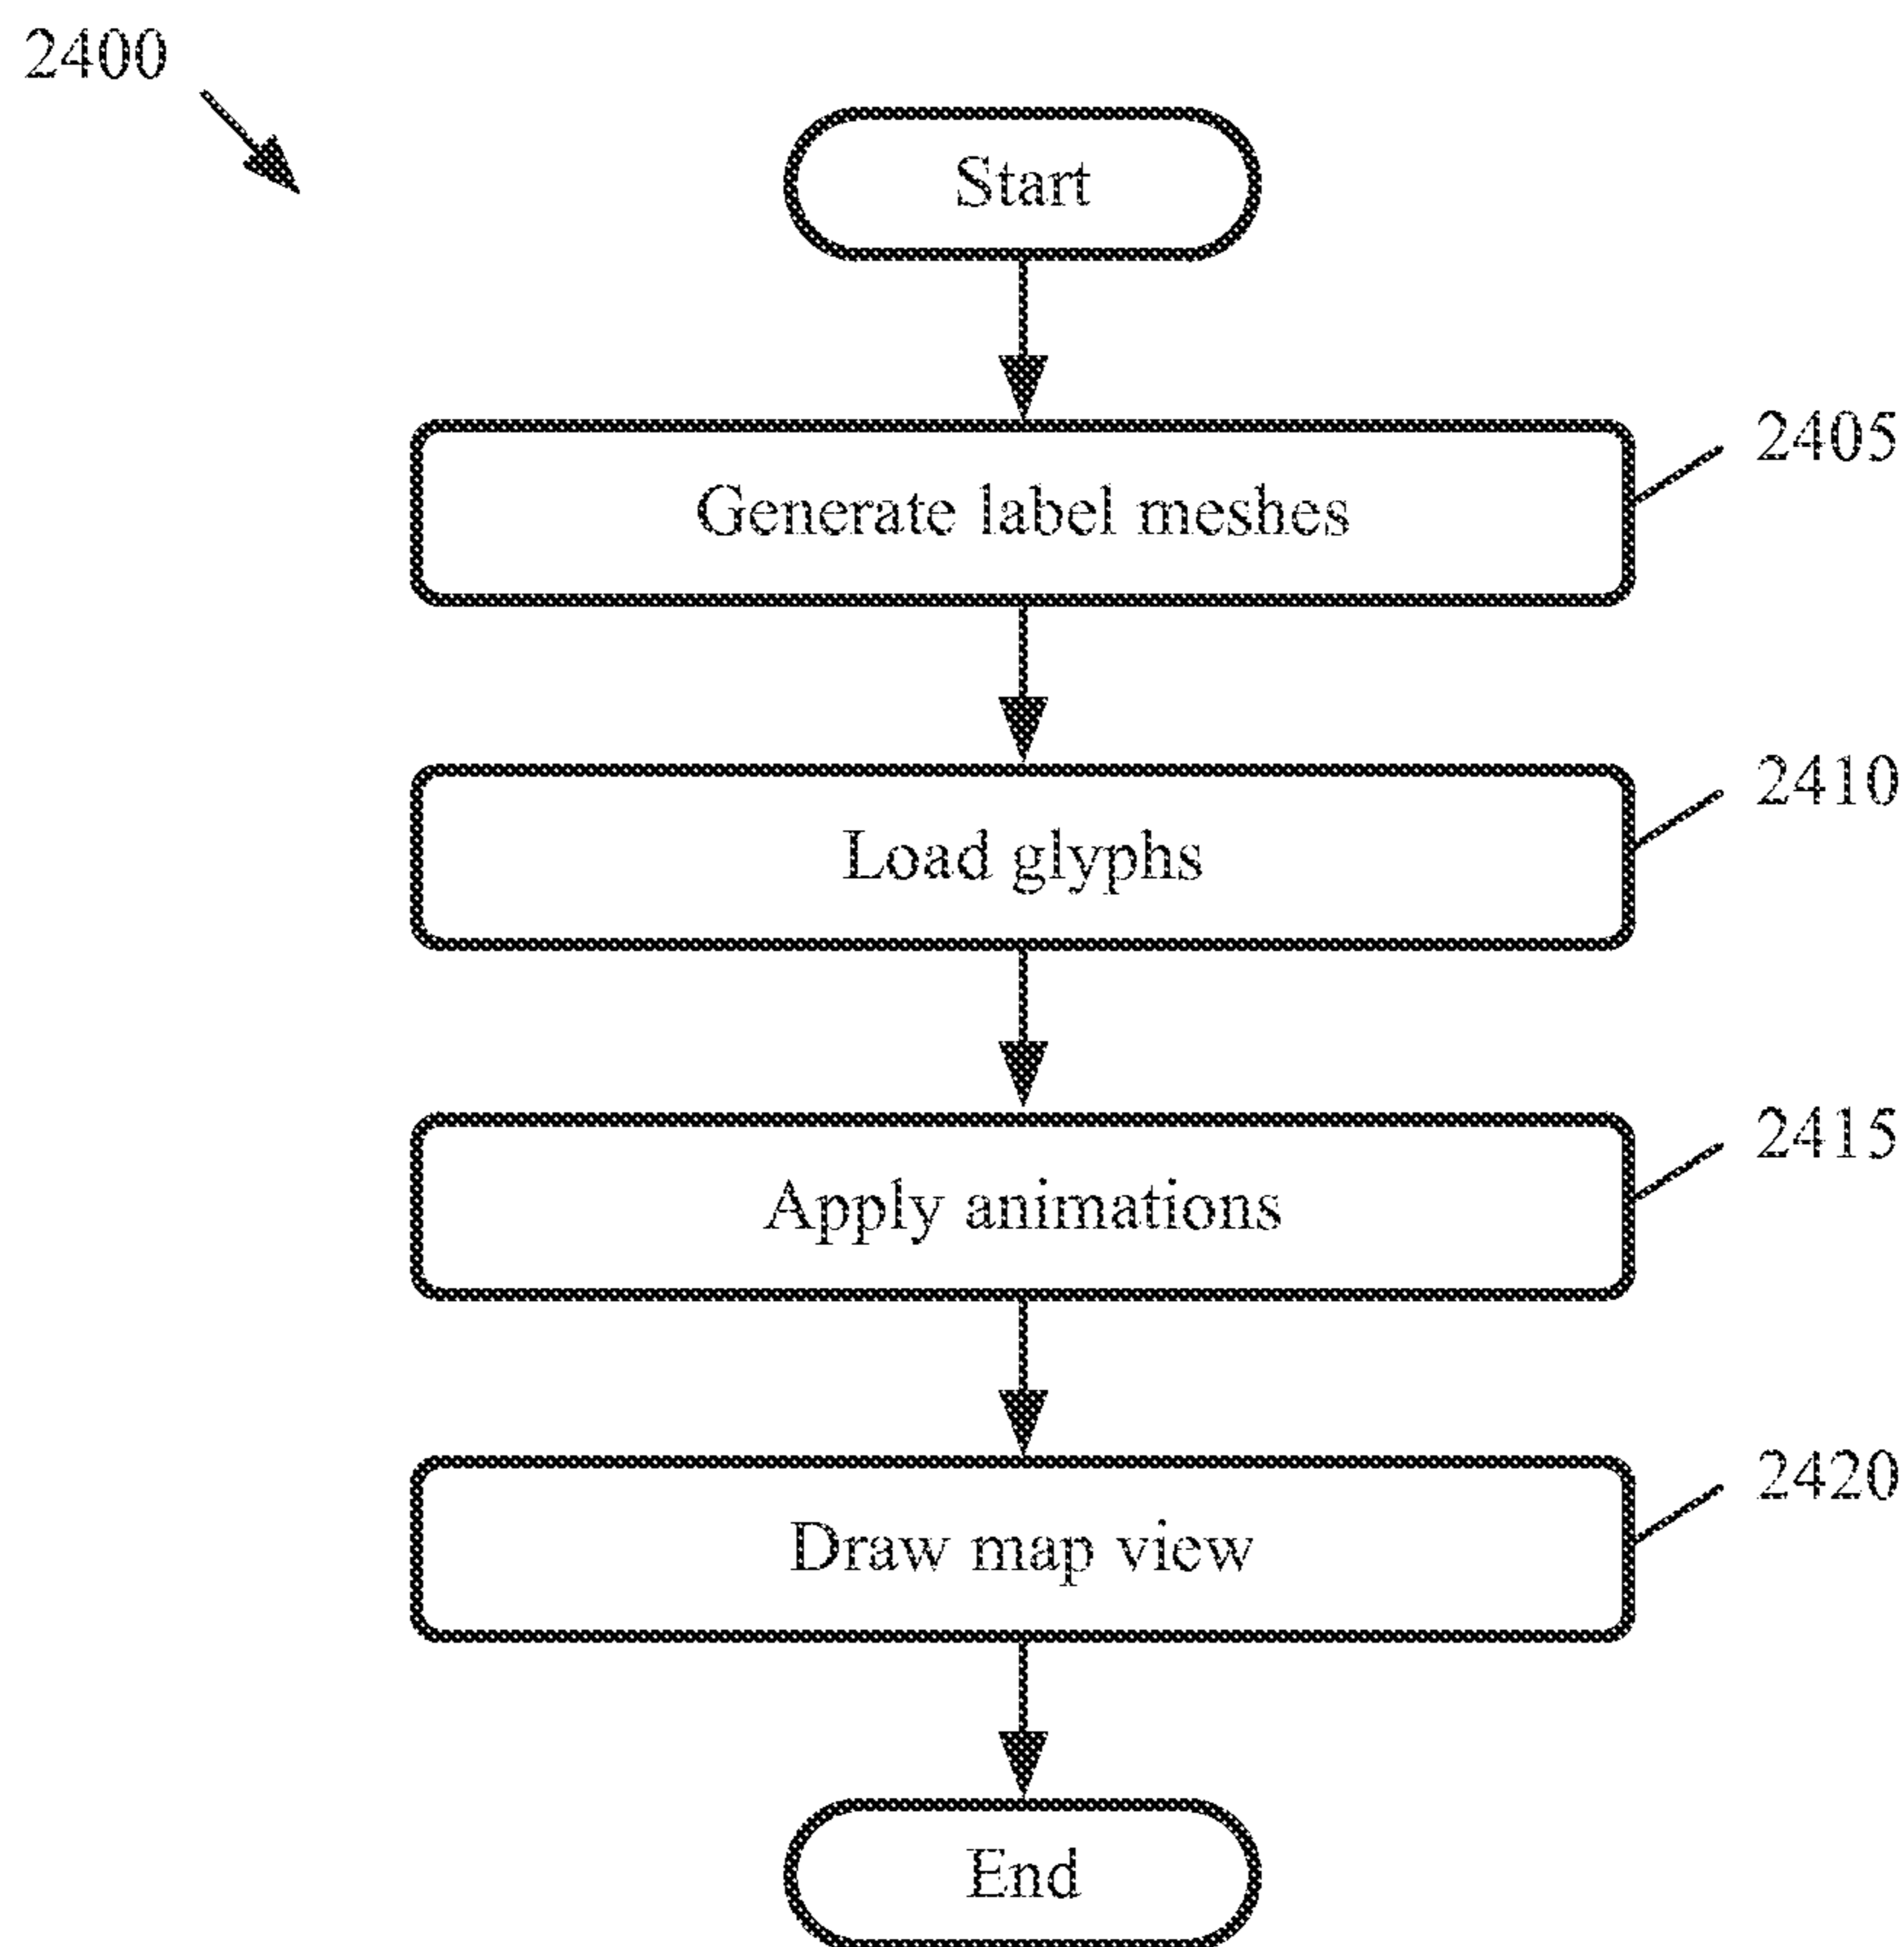 2400
Start
Generate label meshes
2405
Load glyphs
2410
Apply animations
2415
Draw map view
2420
End